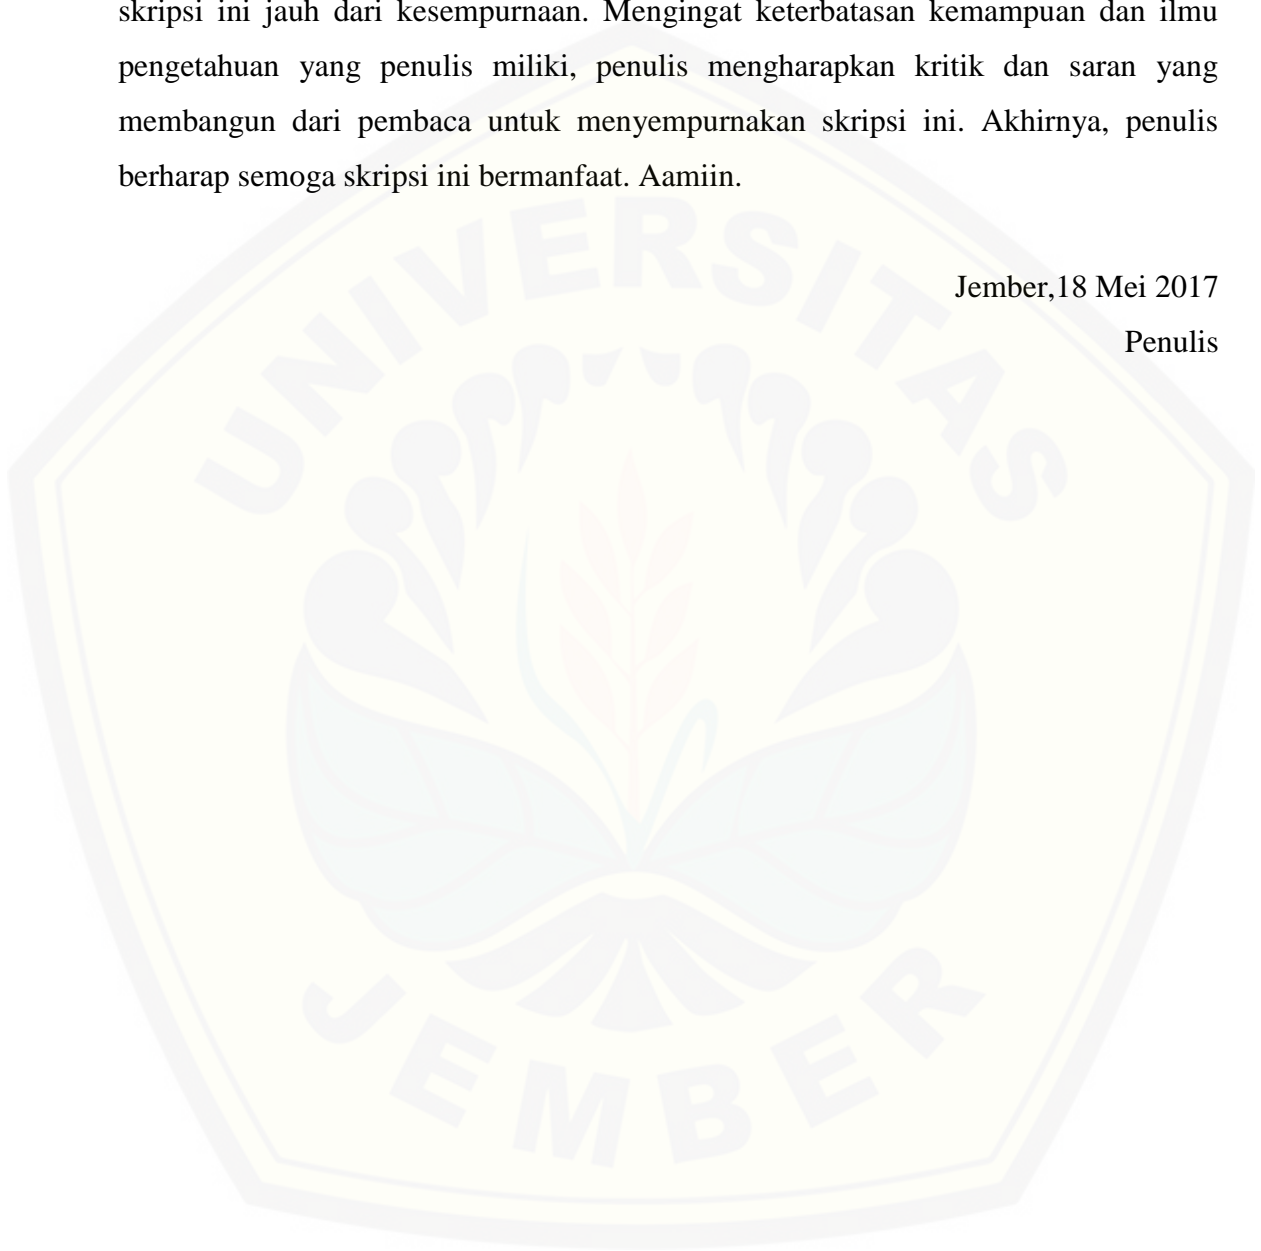 skripsi ini jauh dari kesempurnaan. Mengingat keterbatasan kemampuan dan ilmu
pengetahuan yang penulis miliki, penulis mengharapkan kritik dan saran yang
membangun dari pembaca untuk menyempurnakan skripsi ini. Akhirnya, penulis
berharap semoga skripsi ini bermanfaat. Aamiin.
Jember,18 Mei 2017
Penulis
UNIVERSITAS
JEMBER